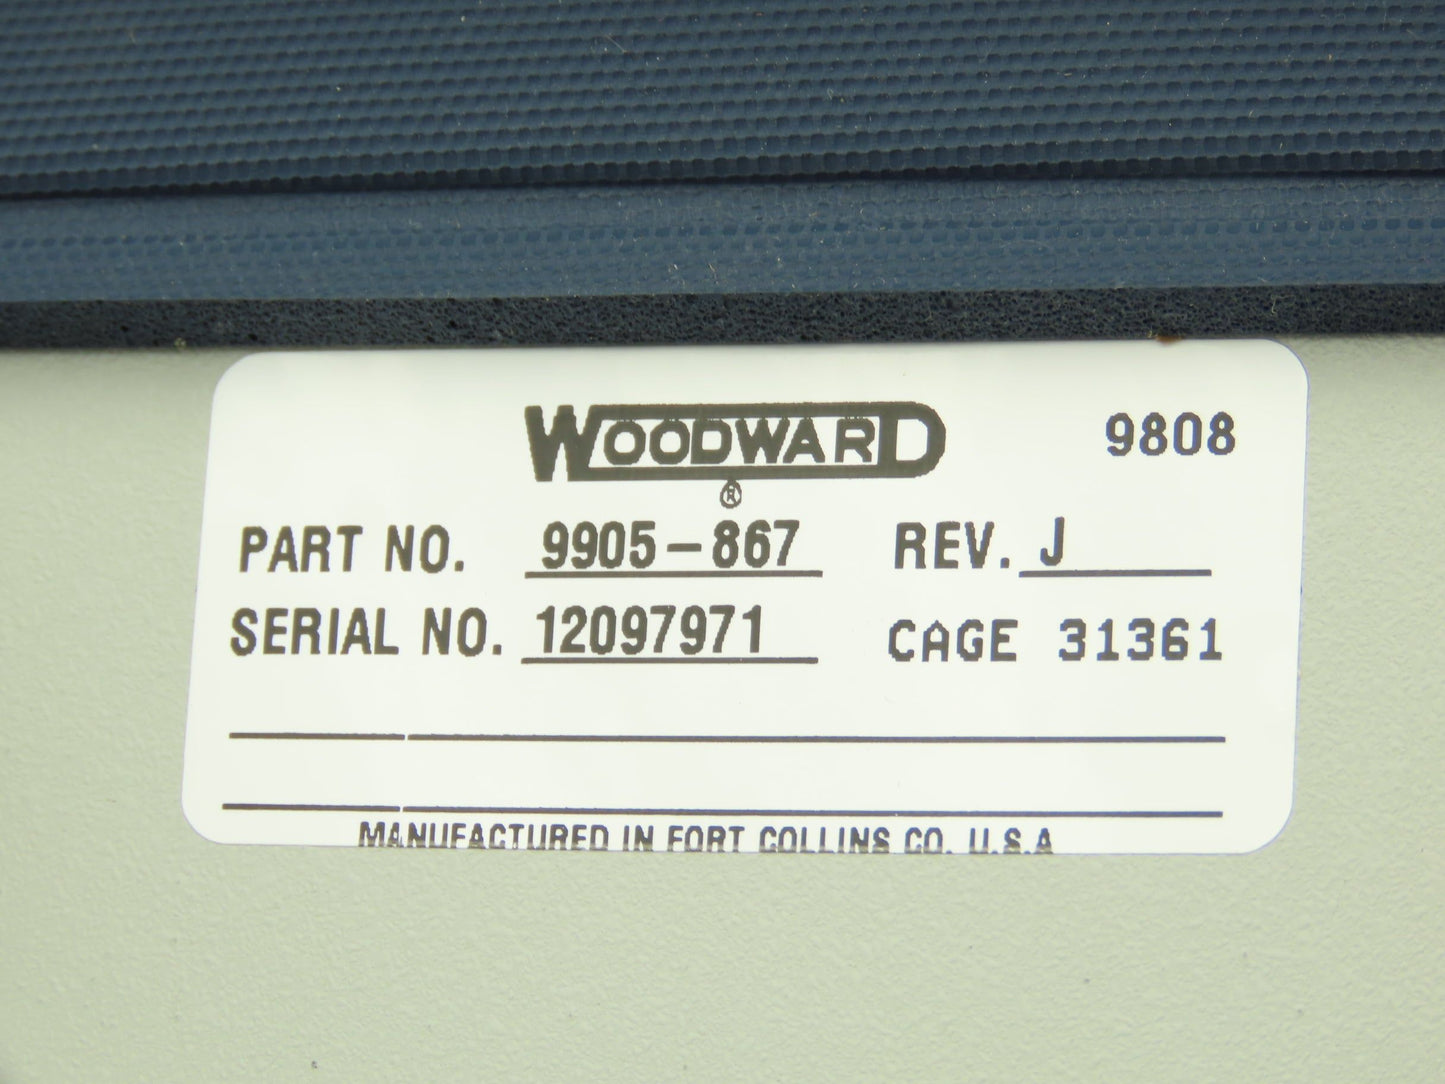 WOODWARD 9808
®
PART NO. 9905-867 REV. J
SERIAL NO. 12097971 CAGE 31361
MANUFACTURED IN FORT COLLINS CO. U.S.A